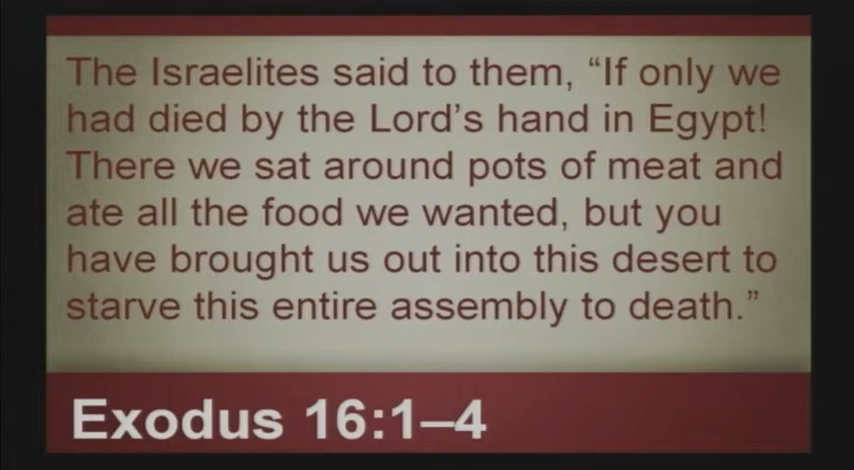 The Israelites said to them, “If only we
had died by the Lord’s hand in Egypt!
There we sat around pots of meat and
ate all the food we wanted, but you
have brought us out into this desert to
starve this entire assembly to death.”
Exodus 16:1–4